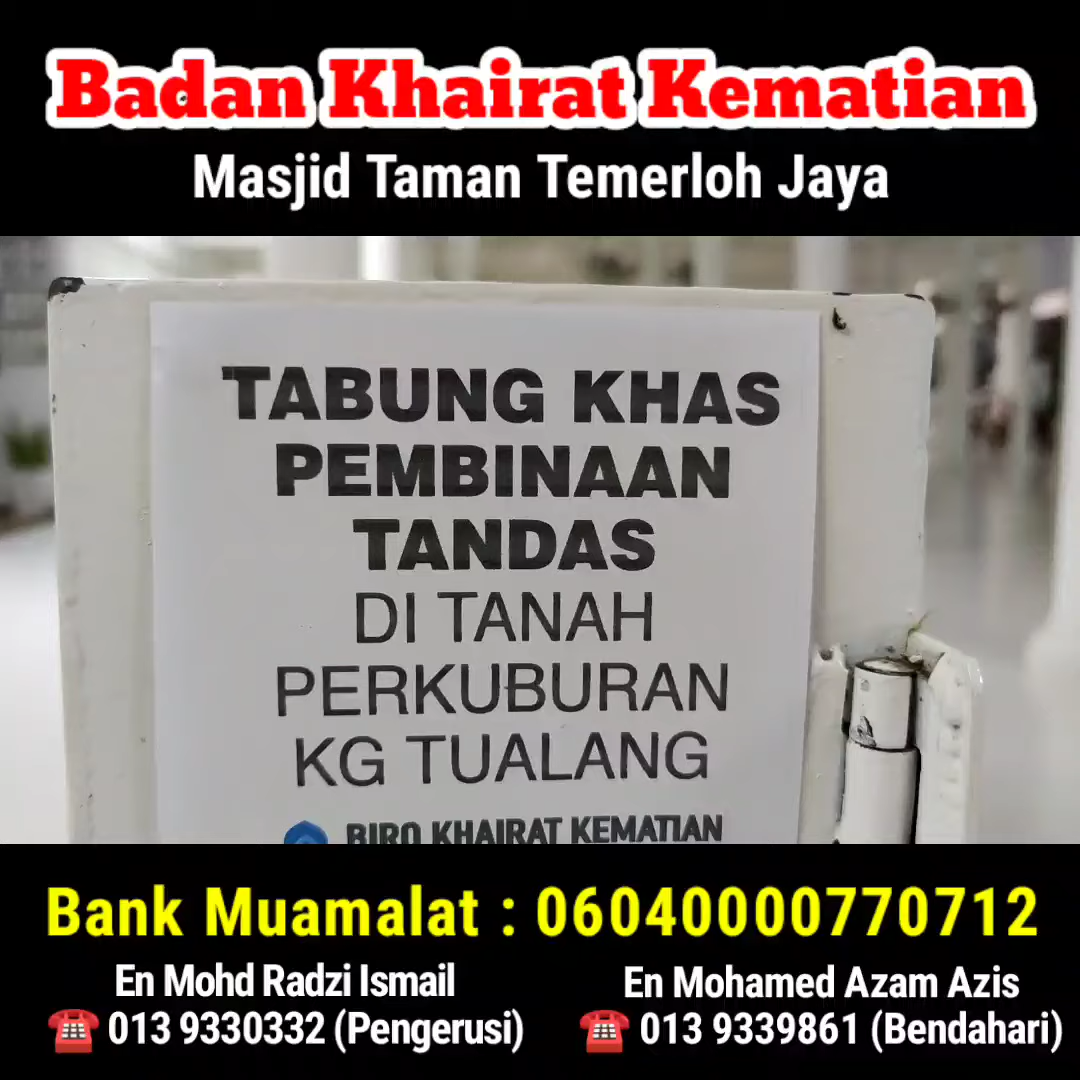 Badan Khairat Kematian
Masjid Taman Temerloh Jaya
TABUNG KHAS
PEMBINAAN
TANDAS
DI TANAH
PERKUBURAN
KG TUALANG
BIRO KHAIRAT KEMATIAN
Bank Muamalat : 06040000770712
En Mohd Radzi Ismail
☎ 013 9330332 (Pengerusi)
En Mohamed Azam Azis
☎ 013 9339861 (Bendahari)